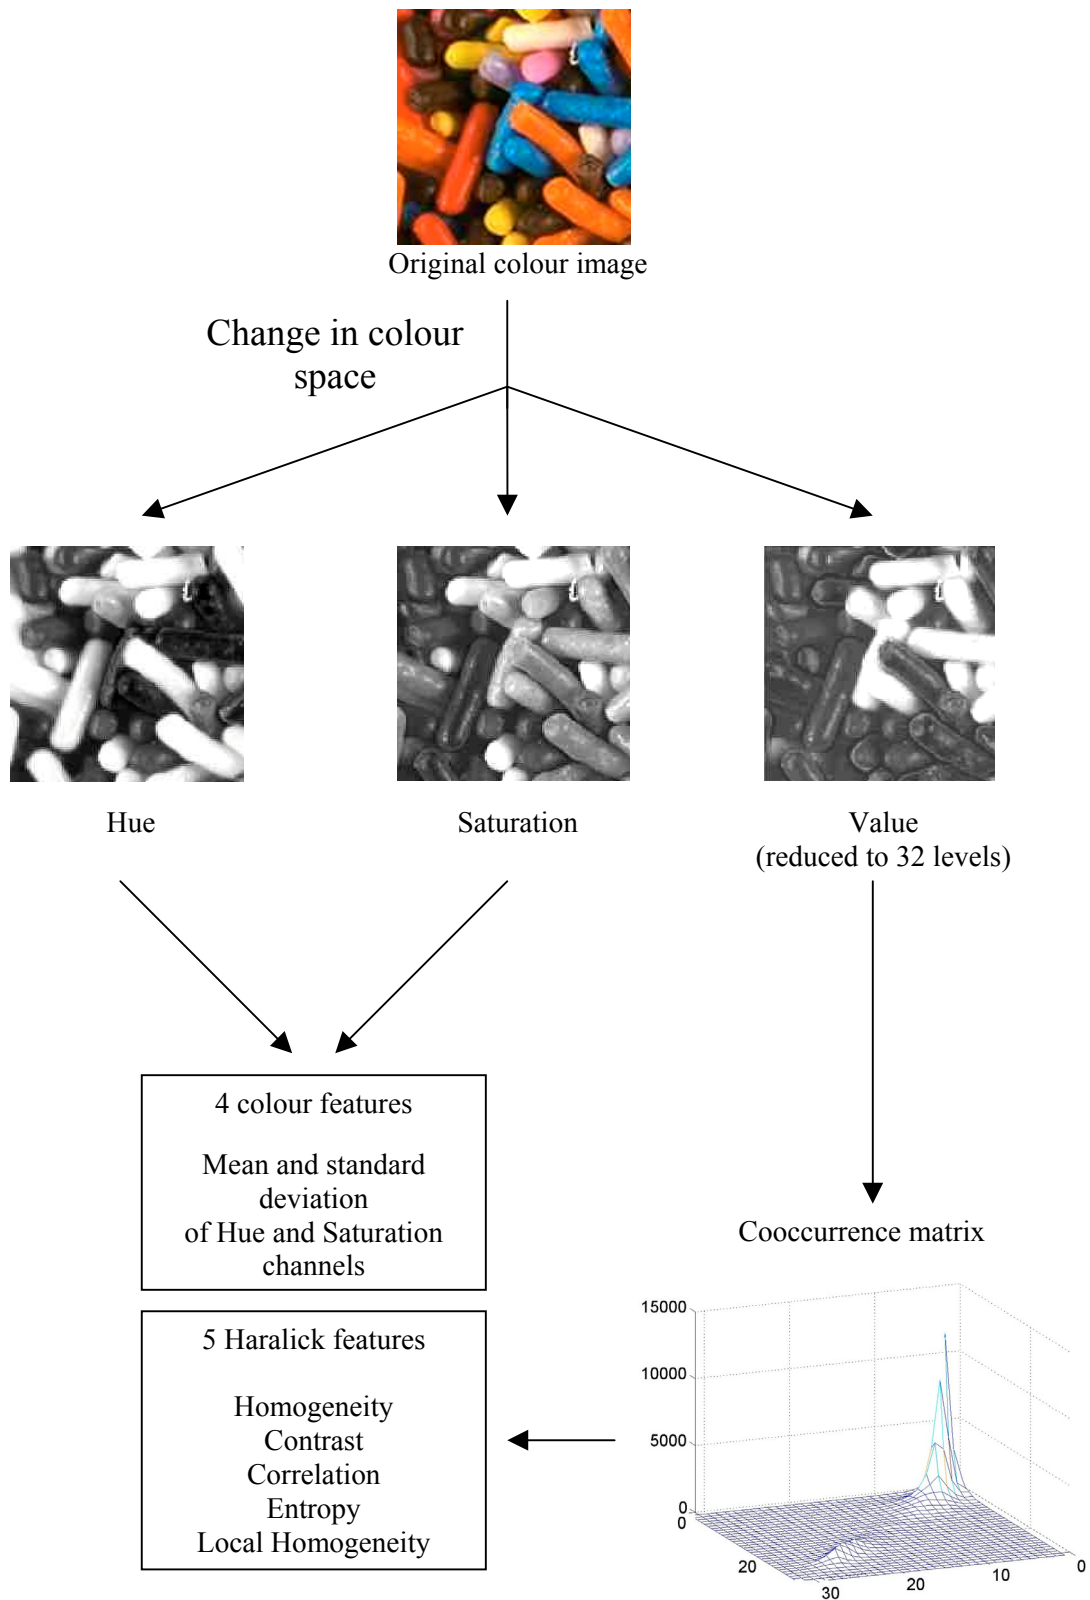 Original colour image
Change in colour
space
Hue
Saturation
Value
(reduced to 32 levels)
4 colour features
Mean and standard
deviation
of Hue and Saturation
channels
Cooccurrence matrix
5 Haralick features
Homogeneity
Contrast
Correlation
Entropy
Local Homogeneity
15000
10000
5000
0
0
20
30
20
10
0